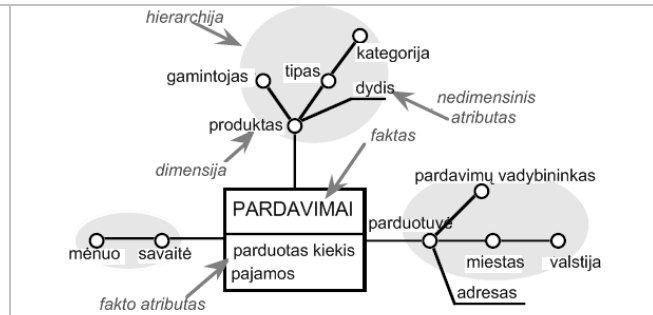 hierarchija
kategorija
gamintojas
tipas
dydis
nedimensinis
atributas
produktas
faktas
dimensija
pardavimų vadybininkas
PARDAVIMAI
parduotuvė
parduotas kiekis
pajamos
mėnuo
savaitė
miestas
valstija
fakto atributas
adresas